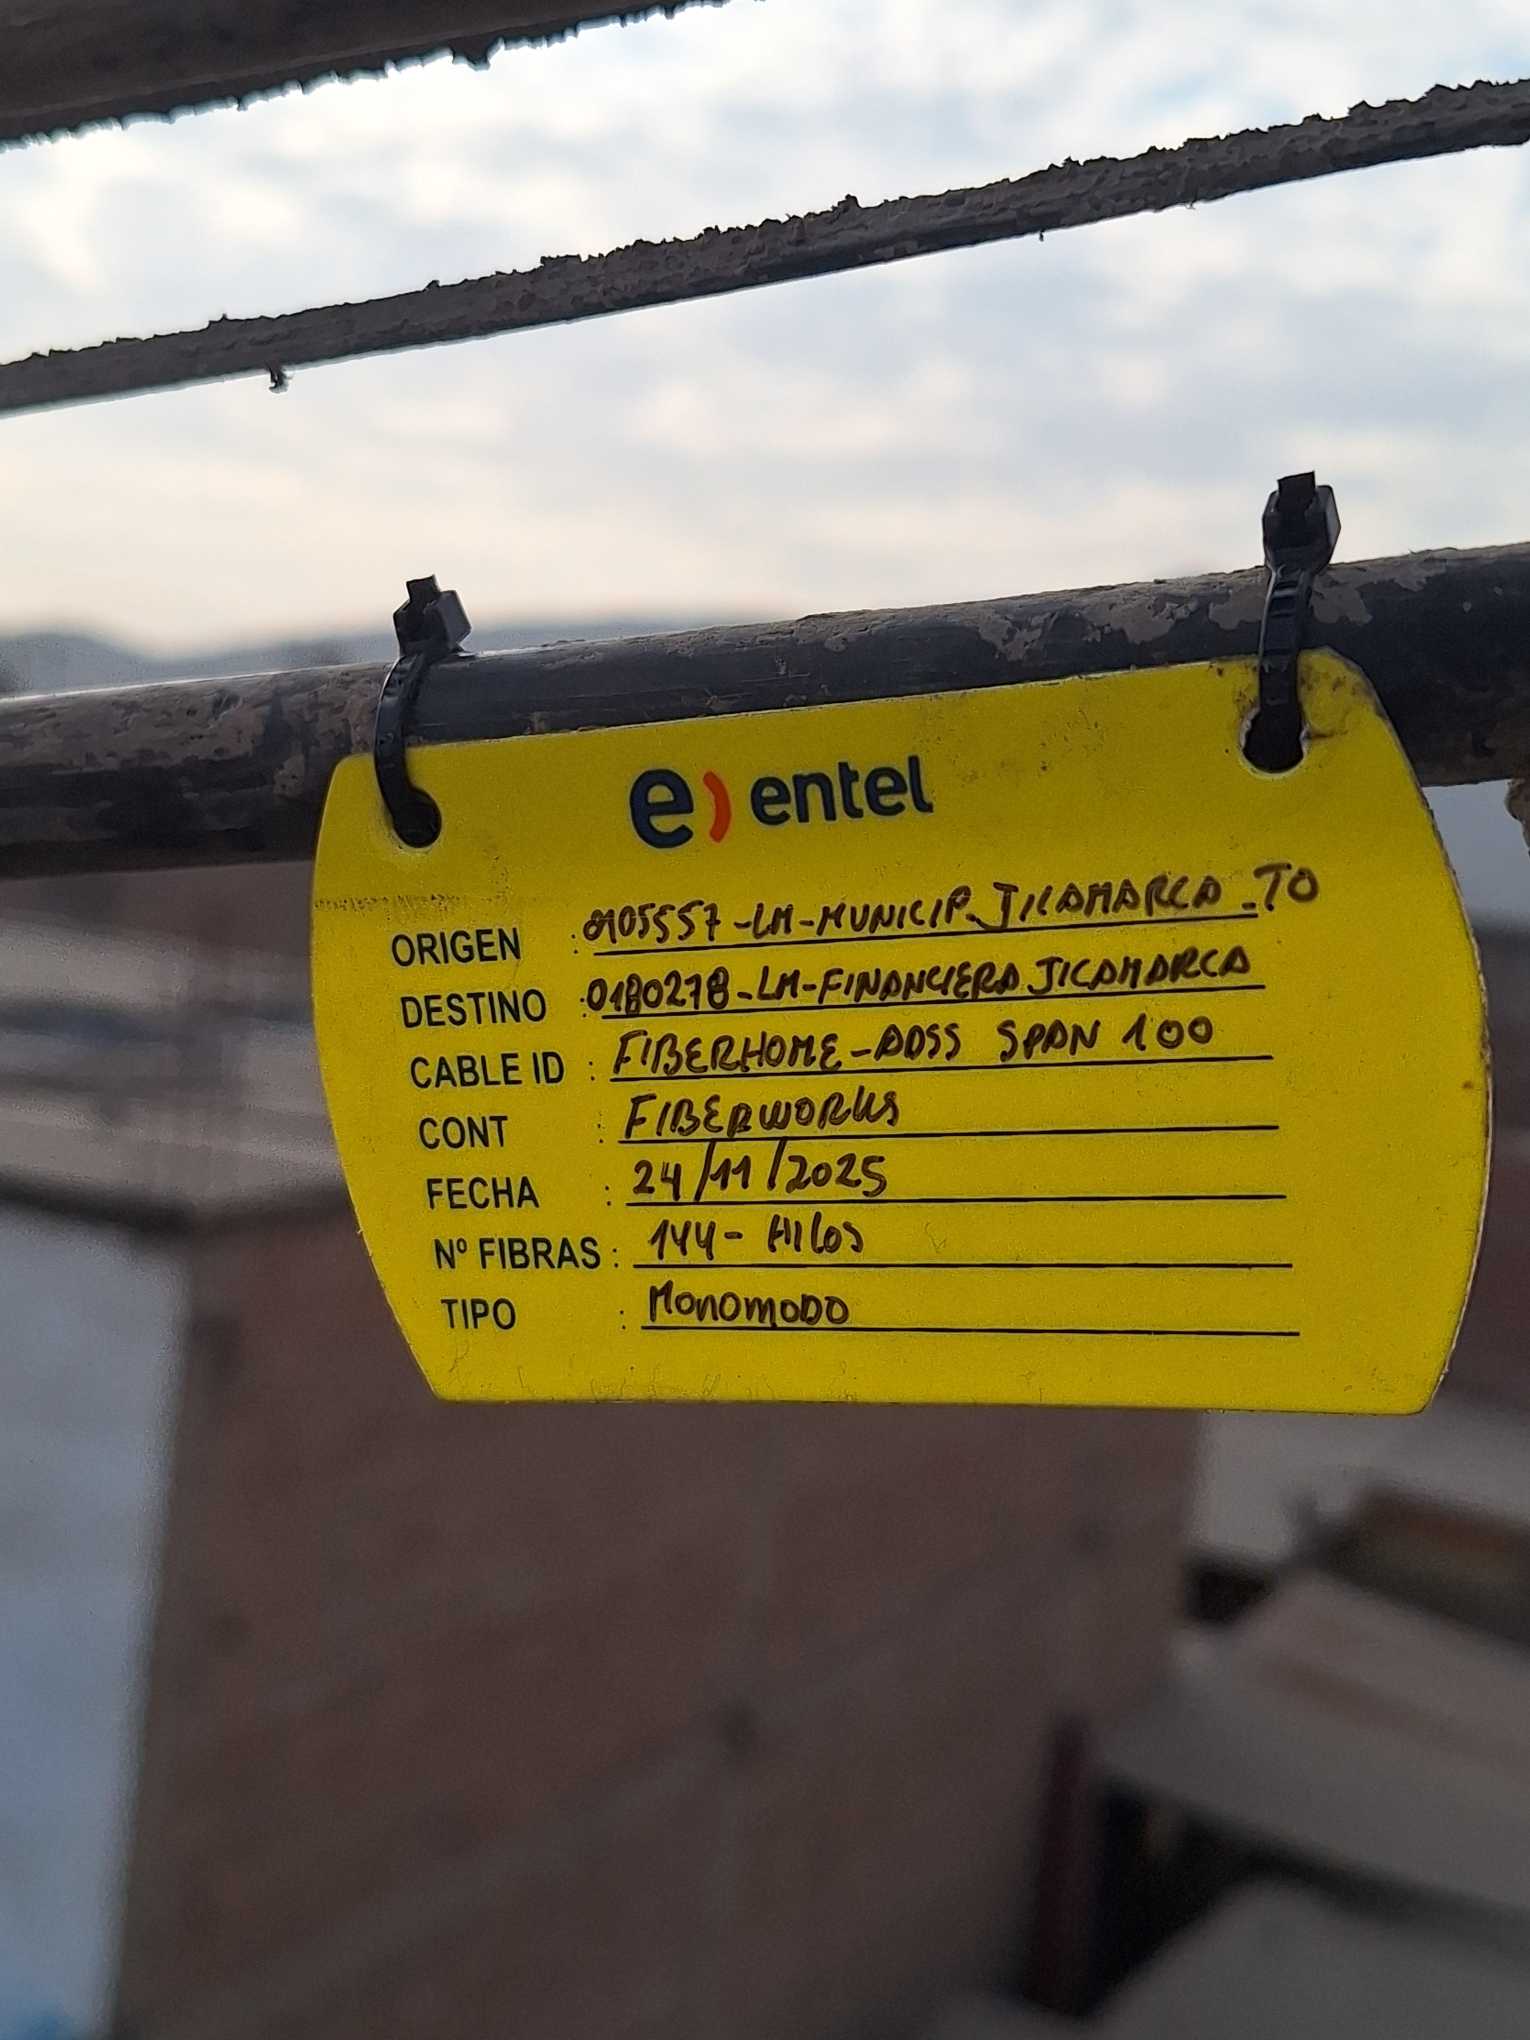 e) entel
ORIGEN : 0105557-LM-MUNICIP_JICAMARCA_TO
DESTINO : 0180278-LM-FINANCIERA JICAMARCA
CABLE ID : FIBERHOME-ADSS SPAN 100
CONT : FIBERWORKS
FECHA : 24/11/2025
Nº FIBRAS : 144- Hilos
TIPO : MONOMODO